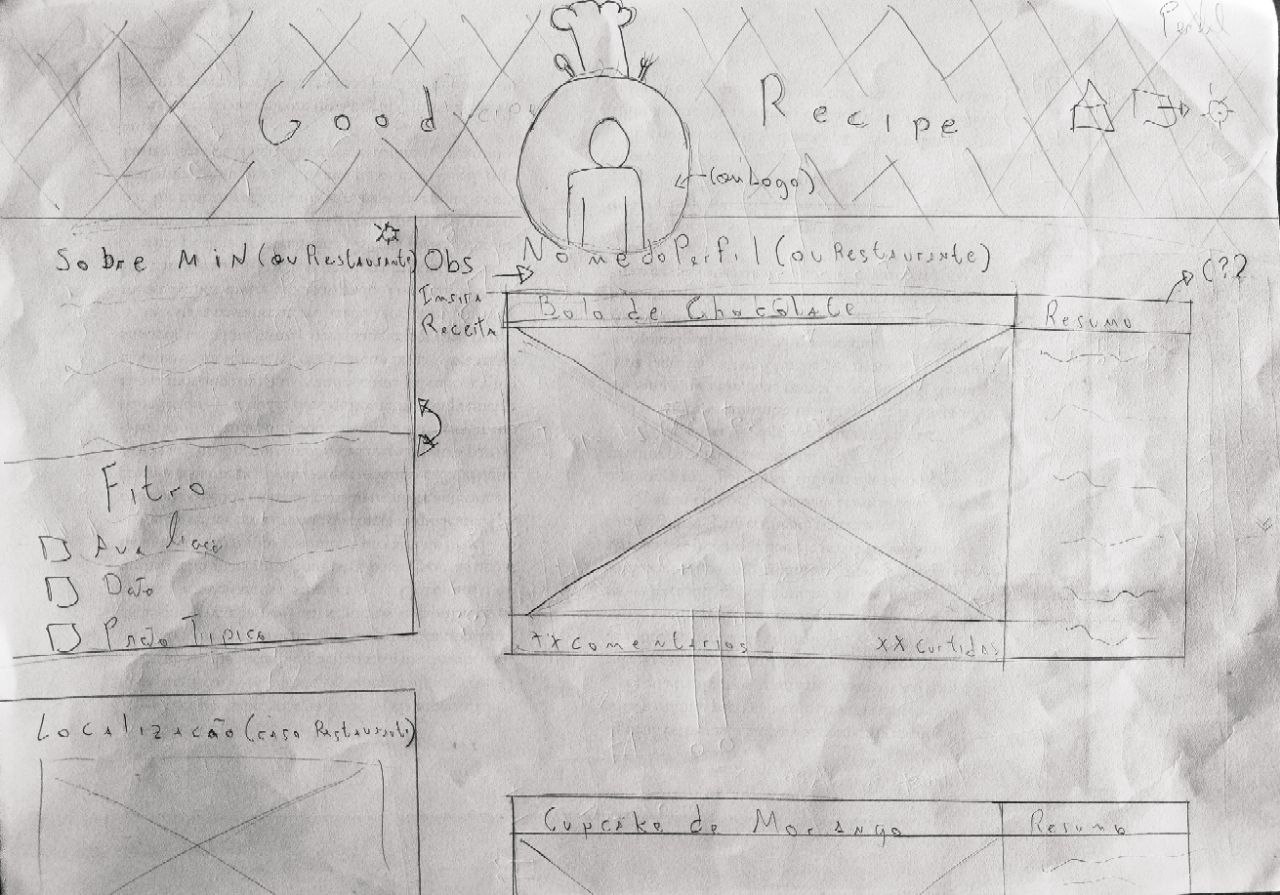 Perfil
Good Recipe
(ou Logo)
Sobre Min (ou Restaurante)
Obs
Nome do Perfil (ou Restaurante)
(??)
Insira
Receita
Bolo de Chocolate
Resumo
Fitro
Avaliaçao
Data
Prato Tipico
xx comentarios
xx curtidas
Localização (caso Restaurante)
Cupcake de Morango
Resumo